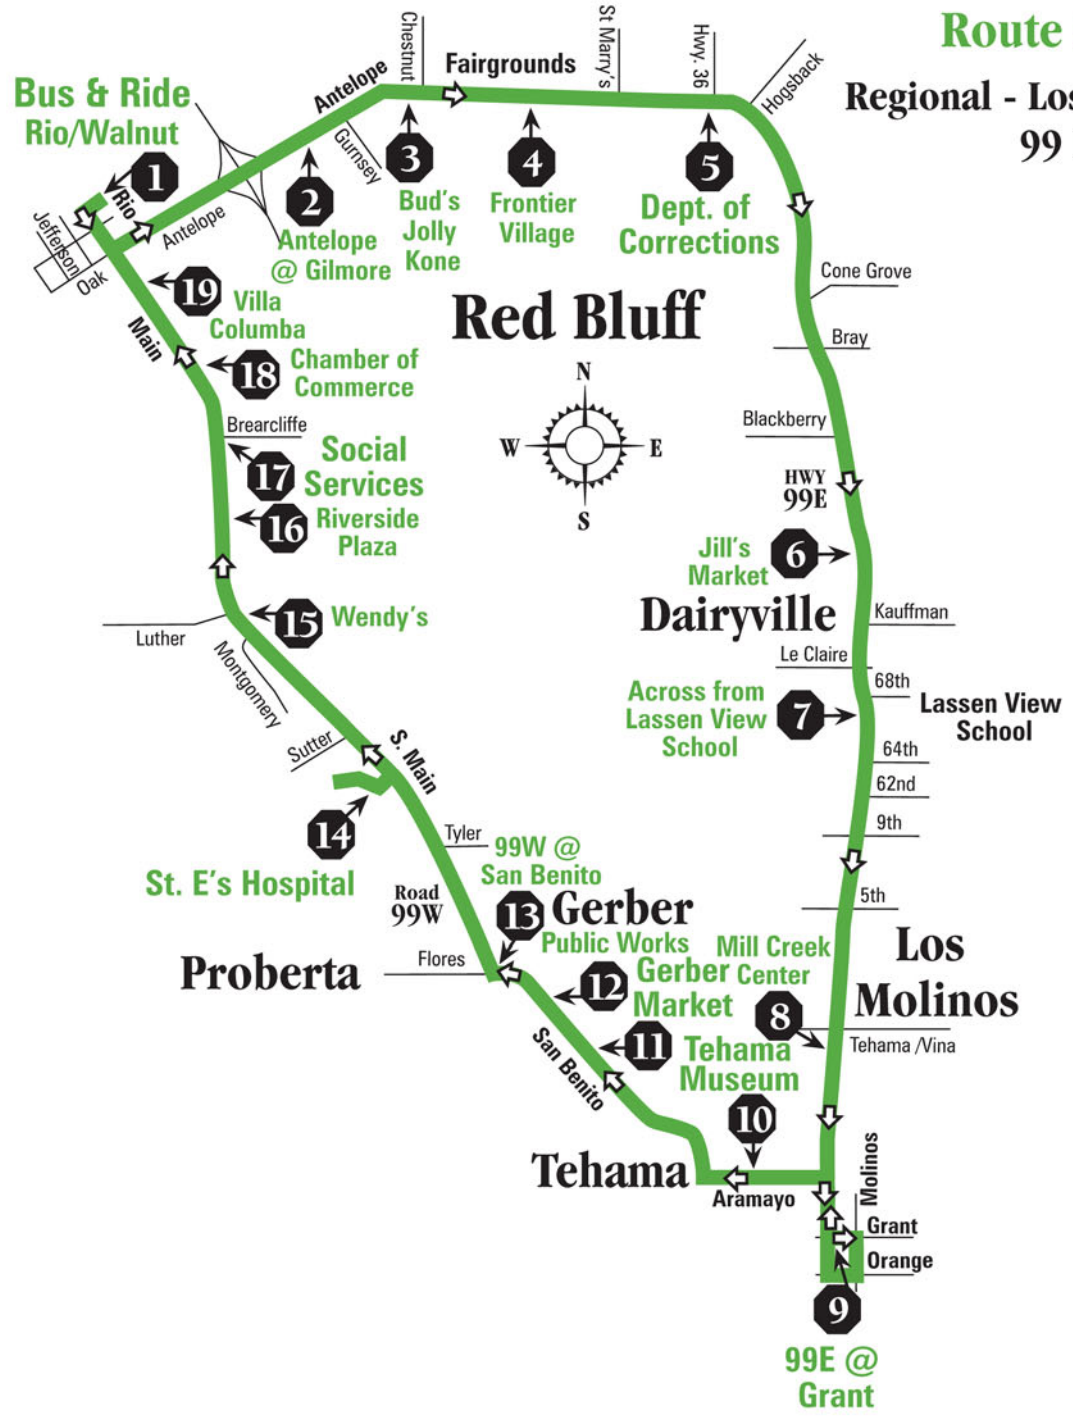 Route
Regional - Los
99
Bus & Ride
Rio/Walnut
1
Rio
Jefferson
Oak
Antelope
Antelope
Gurnsey
Chestnut
Fairgrounds
St Marry's
Hwy. 36
Hogsback
2
Antelope
@ Gilmore
3
Bud's
Jolly
Kone
4
Frontier
Village
5
Dept. of
Corrections
19
Villa
Columba
Main
18
Chamber of
Commerce
Red Bluff
N
W
E
S
Cone Grove
Bray
Blackberry
HWY
99E
Brearcliffe
17
Social
Services
16
Riverside
Plaza
6
Jill's
Market
Dairyville
Kauffman
Le Claire
68th
15
Wendy's
Luther
Montgomery
Sutter
S. Main
7
Across from
Lassen View
School
Lassen View
School
64th
62nd
9th
5th
14
St. E's Hospital
Tyler
Road
99W
99W @
San Benito
13
Gerber
Public Works
Proberta
Flores
12
Gerber
Market
Mill Creek
Center
8
Los
Molinos
Tehama /Vina
San Benito
11
Tehama
Museum
10
Tehama
Aramayo
Molinos
Grant
Orange
9
99E @
Grant